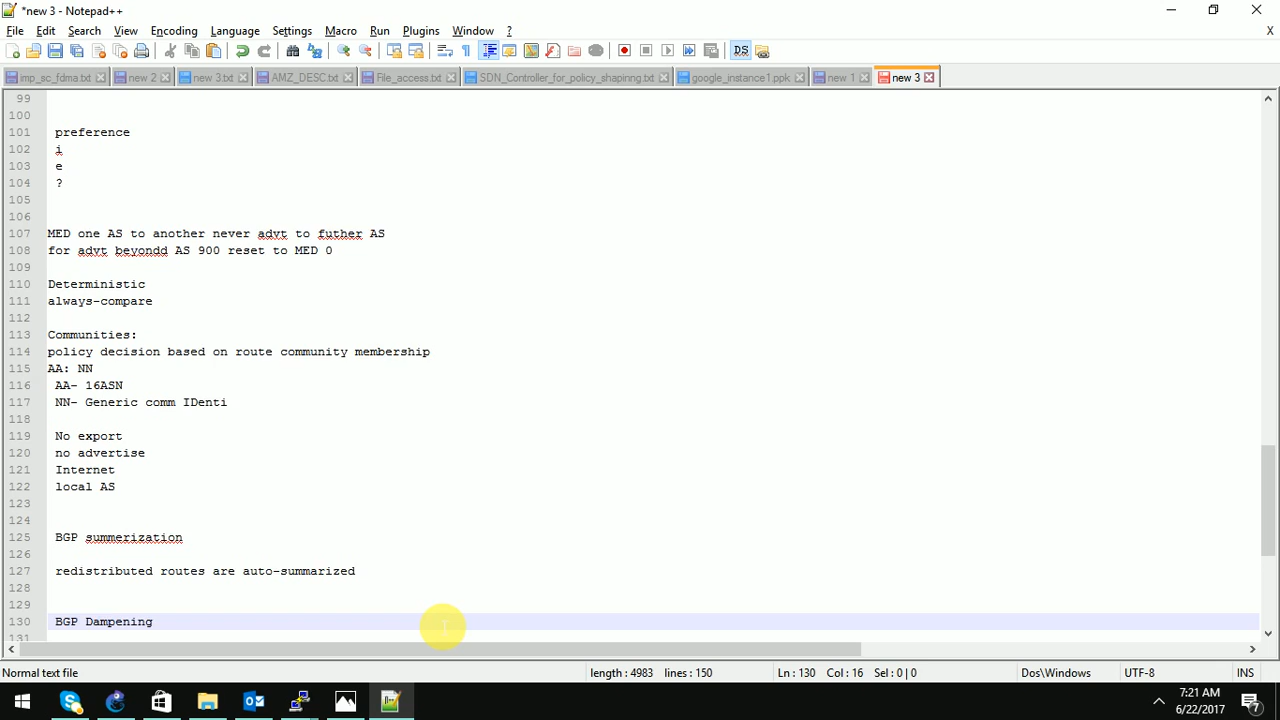 *new 3 - Notepad++
File Edit Search View Encoding Language Settings Macro Run Plugins Window ?
X
imp_sc_fdma.txt new 2 new 3.txt AMZ_DESC.txt File_access.txt SDN_Controller_for_policy_shapinng.txt google_instance1.ppk new 1 new 3
99
100
101 preference
102 i
103 e
104 ?
105
106
107 MED one AS to another never advt to futher AS
108 for advt beyondd AS 900 reset to MED 0
109
110 Deterministic
111 always-compare
112
113 Communities:
114 policy decision based on route community membership
115 AA: NN
116 AA- 16ASN
117 NN- Generic comm IDenti
118
119 No export
120 no advertise
121 Internet
122 local AS
123
124
125 BGP summerization
126
127 redistributed routes are auto-summarized
128
129
130 BGP Dampening
131
Normal text file length : 4983 lines : 150 Ln : 130 Col : 16 Sel : 0 | 0 Dos\Windows UTF-8 INS
7:21 AM
6/22/2017
7